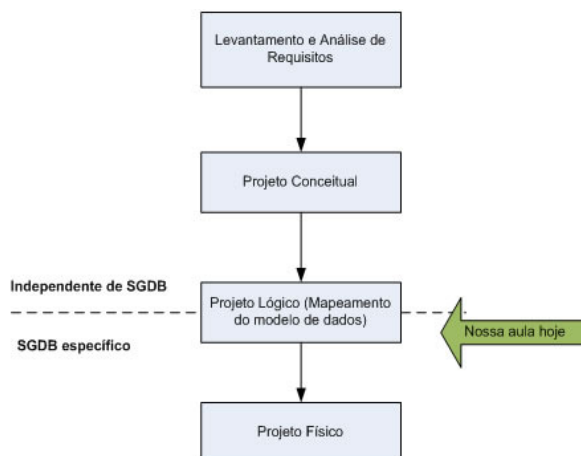 Levantamento e Análise de
Requisitos
Projeto Conceitual
Independente de SGDB
Projeto Lógico (Mapeamento
do modelo de dados)
Nossa aula hoje
SGDB específico
Projeto Físico